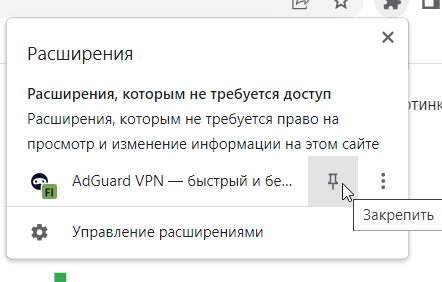 Расширения
Расширения, которым не требуется доступ
Расширения, которым не требуется право на
просмотр и изменение информации на этом сайте
AdGuard VPN — быстрый и бе...
FI
Закрепить
Управление расширениями